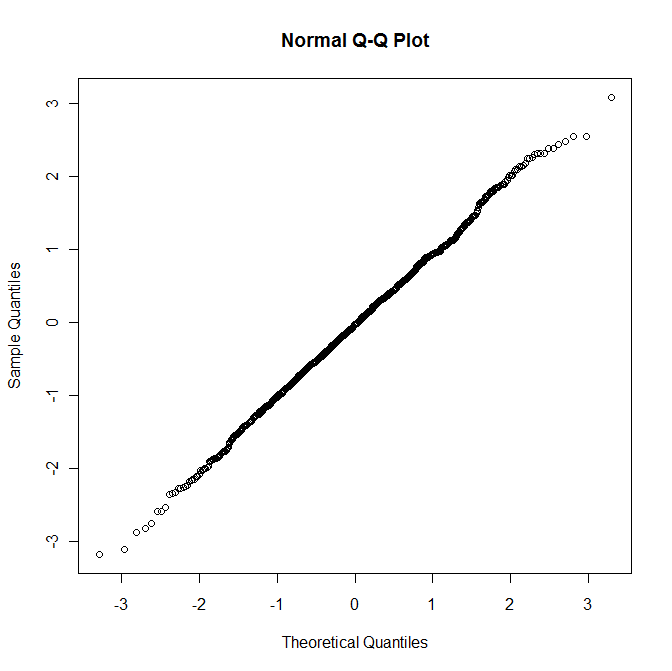 Normal Q-Q Plot
3
2
1
0
-1
-2
-3
Sample Quantiles
-3 -2 -1 0 1 2 3
Theoretical Quantiles